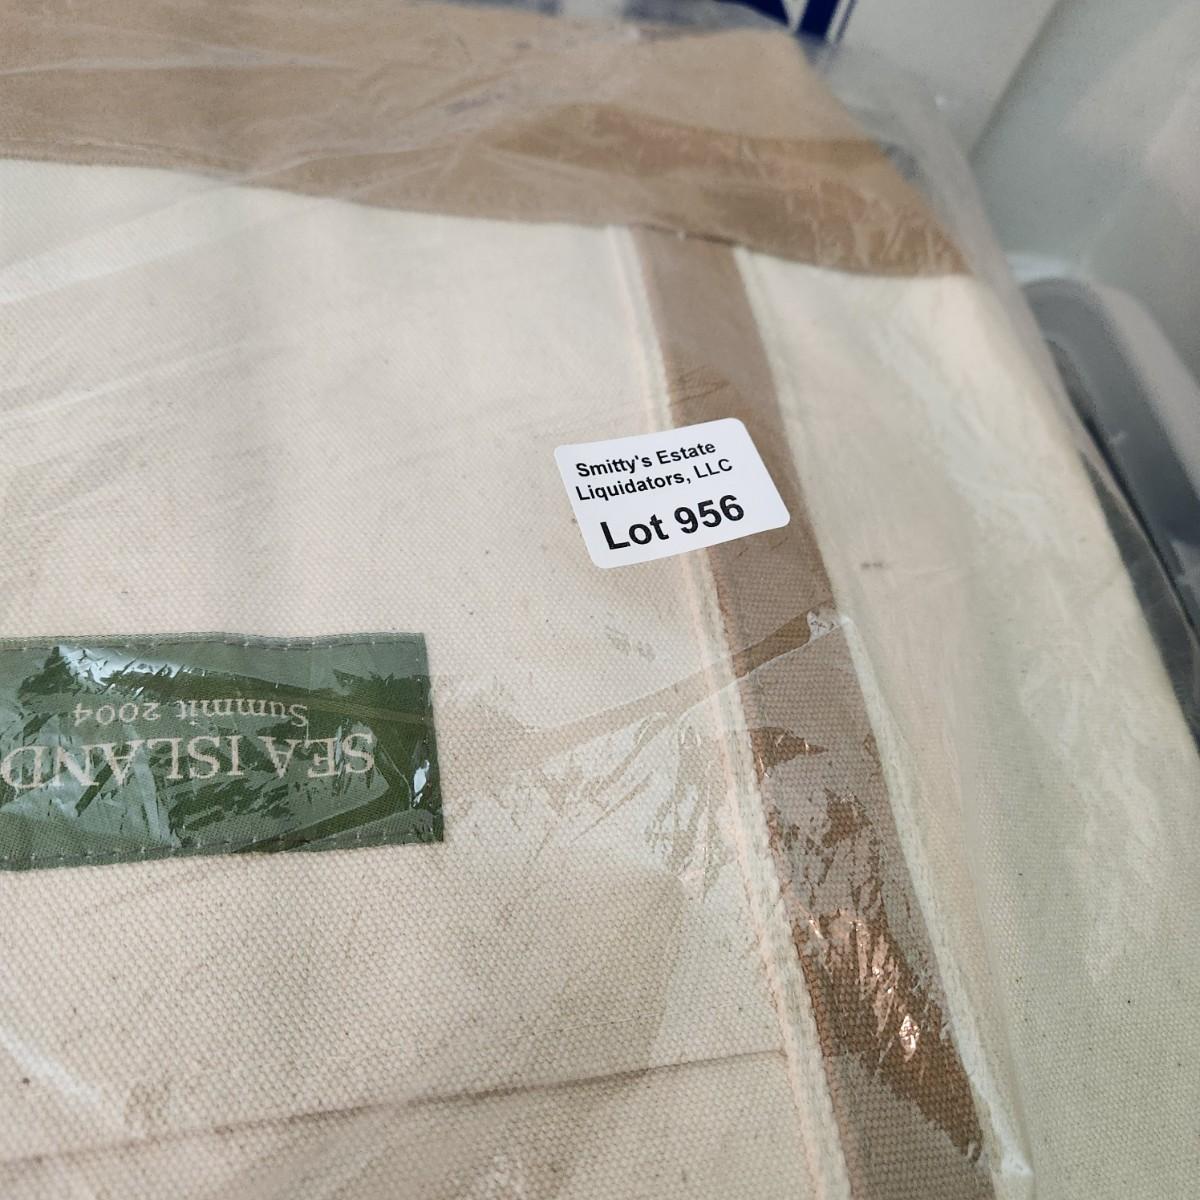 Smitty's Estate
Liquidators, LLC
Lot 956
SEA ISLAND
Summit 2004